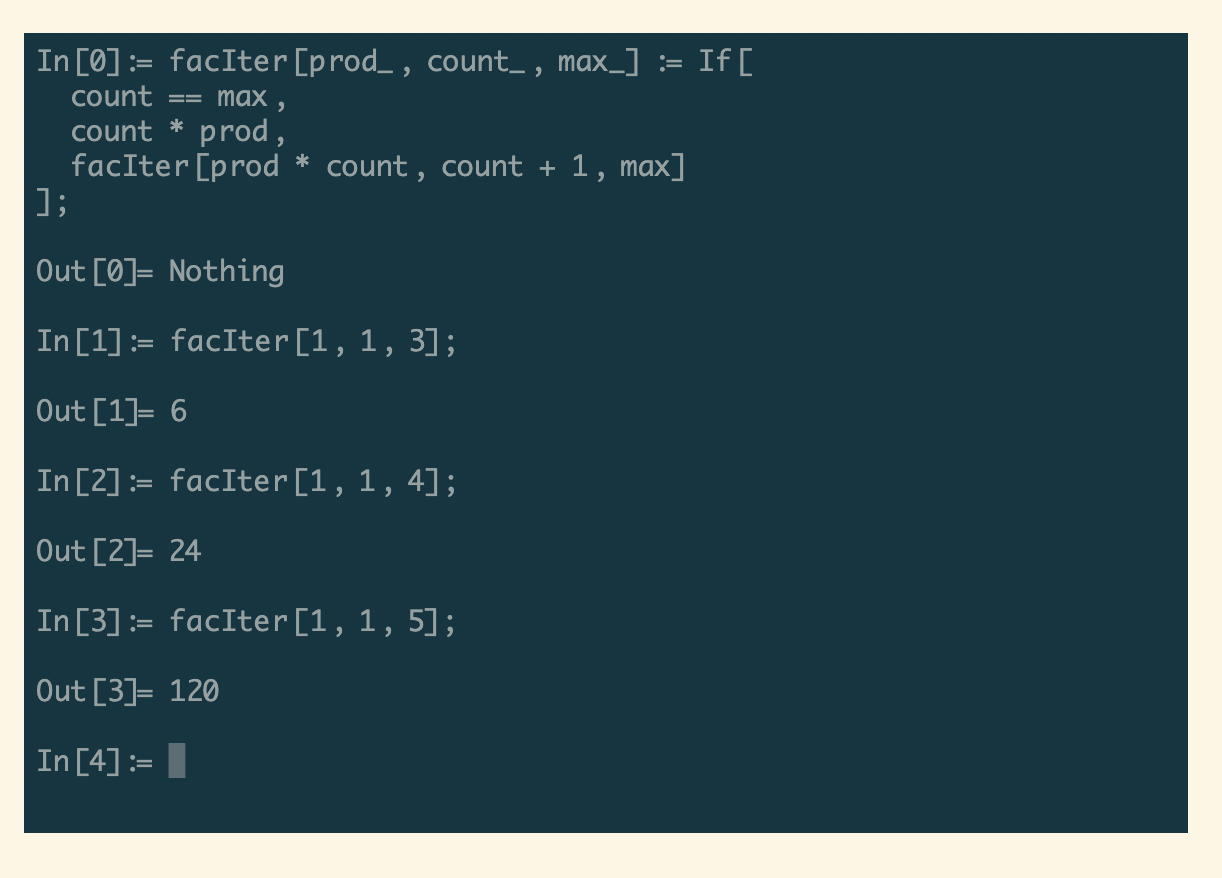 In[0]:= facIter[prod_, count_, max_] := If[
  count == max,
  count * prod,
  facIter[prod * count, count + 1, max]
];
Out[0]= Nothing
In[1]:= facIter[1, 1, 3];
Out[1]= 6
In[2]:= facIter[1, 1, 4];
Out[2]= 24
In[3]:= facIter[1, 1, 5];
Out[3]= 120
In[4]:=